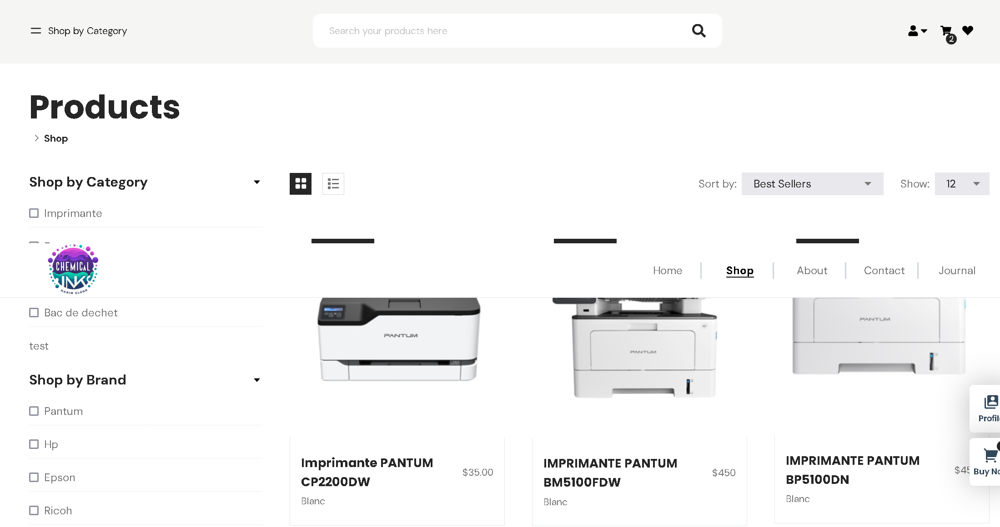 Shop by Category
Search your products here
2
Products
Shop
Shop by Category
Sort by: Best Sellers
Show: 12
Imprimante
CHEMICAL
INK
HARIM CLOGR
Home
Shop
About
Contact
Journal
Bac de dechet
test
PANTUM
PANTUM
PANTUM
Shop by Brand
Pantum
Hp
Epson
Ricoh
Imprimante PANTUM
CP2200DW
$35.00
Blanc
IMPRIMANTE PANTUM
BM5100FDW
$450
Blanc
IMPRIMANTE PANTUM
BP5100DN
$45
Blanc
Profil
Buy No